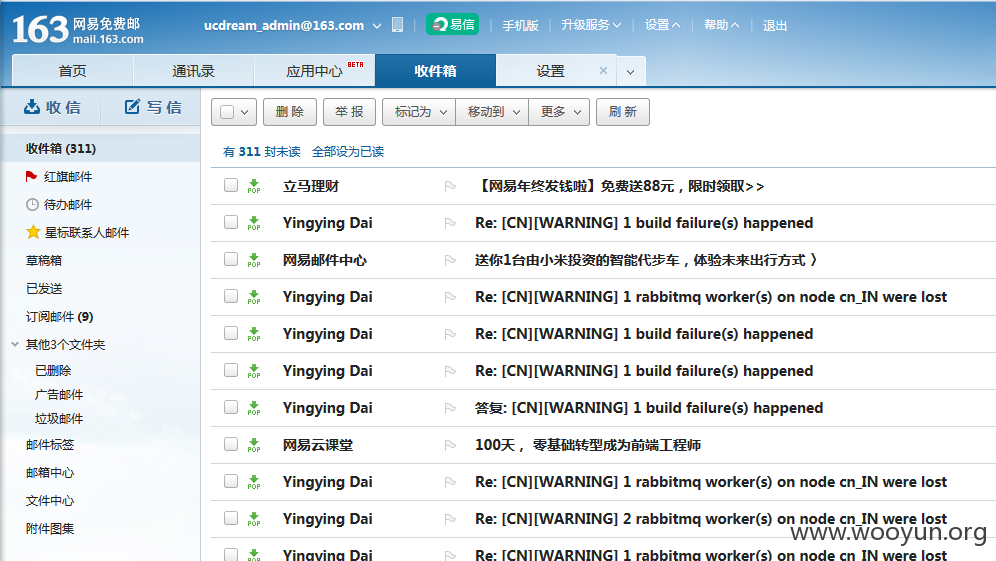 163 网易免费邮
mail.163.com
ucdream_admin@163.com 易信 手机版 升级服务 设置 帮助 退出
首页 通讯录 应用中心 BETA 收件箱 设置 ×
收信 写信
删除 举报 标记为 移动到 更多 刷新
收件箱 (311)
红旗邮件
待办邮件
星标联系人邮件
草稿箱
已发送
订阅邮件 (9)
其他3个文件夹
已删除
广告邮件
垃圾邮件
邮件标签
邮箱中心
文件中心
附件图集
有 311 封未读 全部设为已读
POP 立马理财 【网易年终发钱啦】免费送88元，限时领取>>
POP Yingying Dai Re: [CN][WARNING] 1 build failure(s) happened
POP 网易邮件中心 送你1台由小米投资的智能代步车，体验未来出行方式 》
POP Yingying Dai Re: [CN][WARNING] 1 rabbitmq worker(s) on node cn_IN were lost
POP Yingying Dai Re: [CN][WARNING] 1 build failure(s) happened
POP Yingying Dai Re: [CN][WARNING] 1 build failure(s) happened
POP Yingying Dai 答复: [CN][WARNING] 1 build failure(s) happened
POP 网易云课堂 100天， 零基础转型成为前端工程师
POP Yingying Dai Re: [CN][WARNING] 1 rabbitmq worker(s) on node cn_IN were lost
POP Yingying Dai Re: [CN][WARNING] 2 rabbitmq worker(s) on node cn_IN were lost
POP Yingying Dai Re: [CN][WARNING] 1 rabbitmq worker(s) on node cn_IN were lost
www.wooyun.org